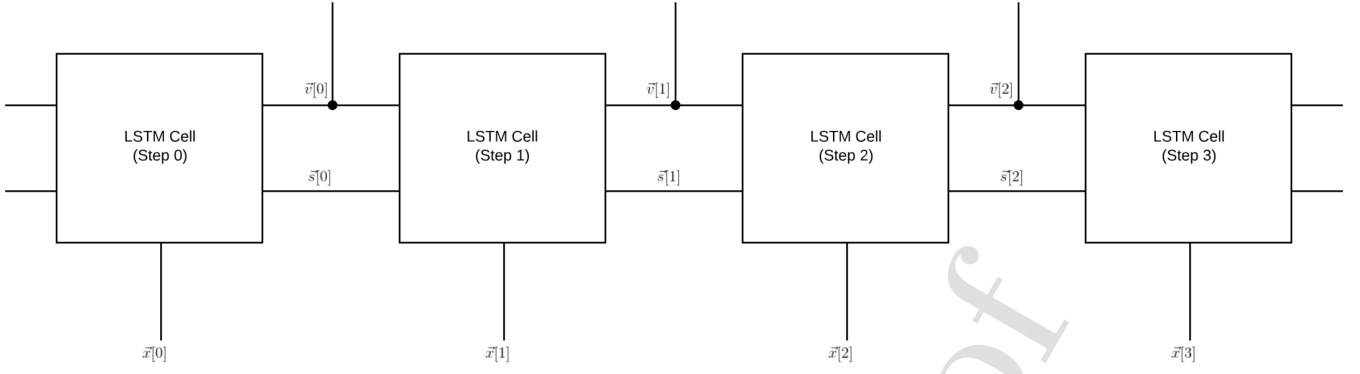 v⃗[0] v⃗[1] v⃗[2]
LSTM Cell
(Step 0)
LSTM Cell
(Step 1)
LSTM Cell
(Step 2)
LSTM Cell
(Step 3)
s⃗[0] s⃗[1] s⃗[2]
x⃗[0] x⃗[1] x⃗[2] x⃗[3]
of